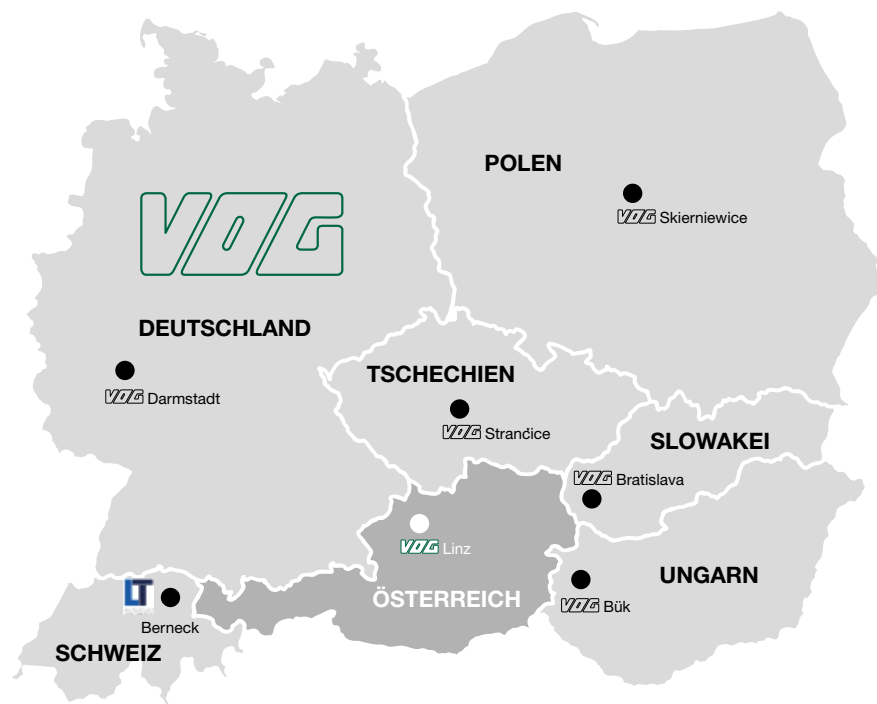 POLEN
VOG Skierniewice
VOG
DEUTSCHLAND
VOG Darmstadt
TSCHECHIEN
VOG Strančice
SLOWAKEI
VOG Bratislava
VOG Linz
UNGARN
VOG Bük
ÖSTERREICH
LT
Berneck
SCHWEIZ